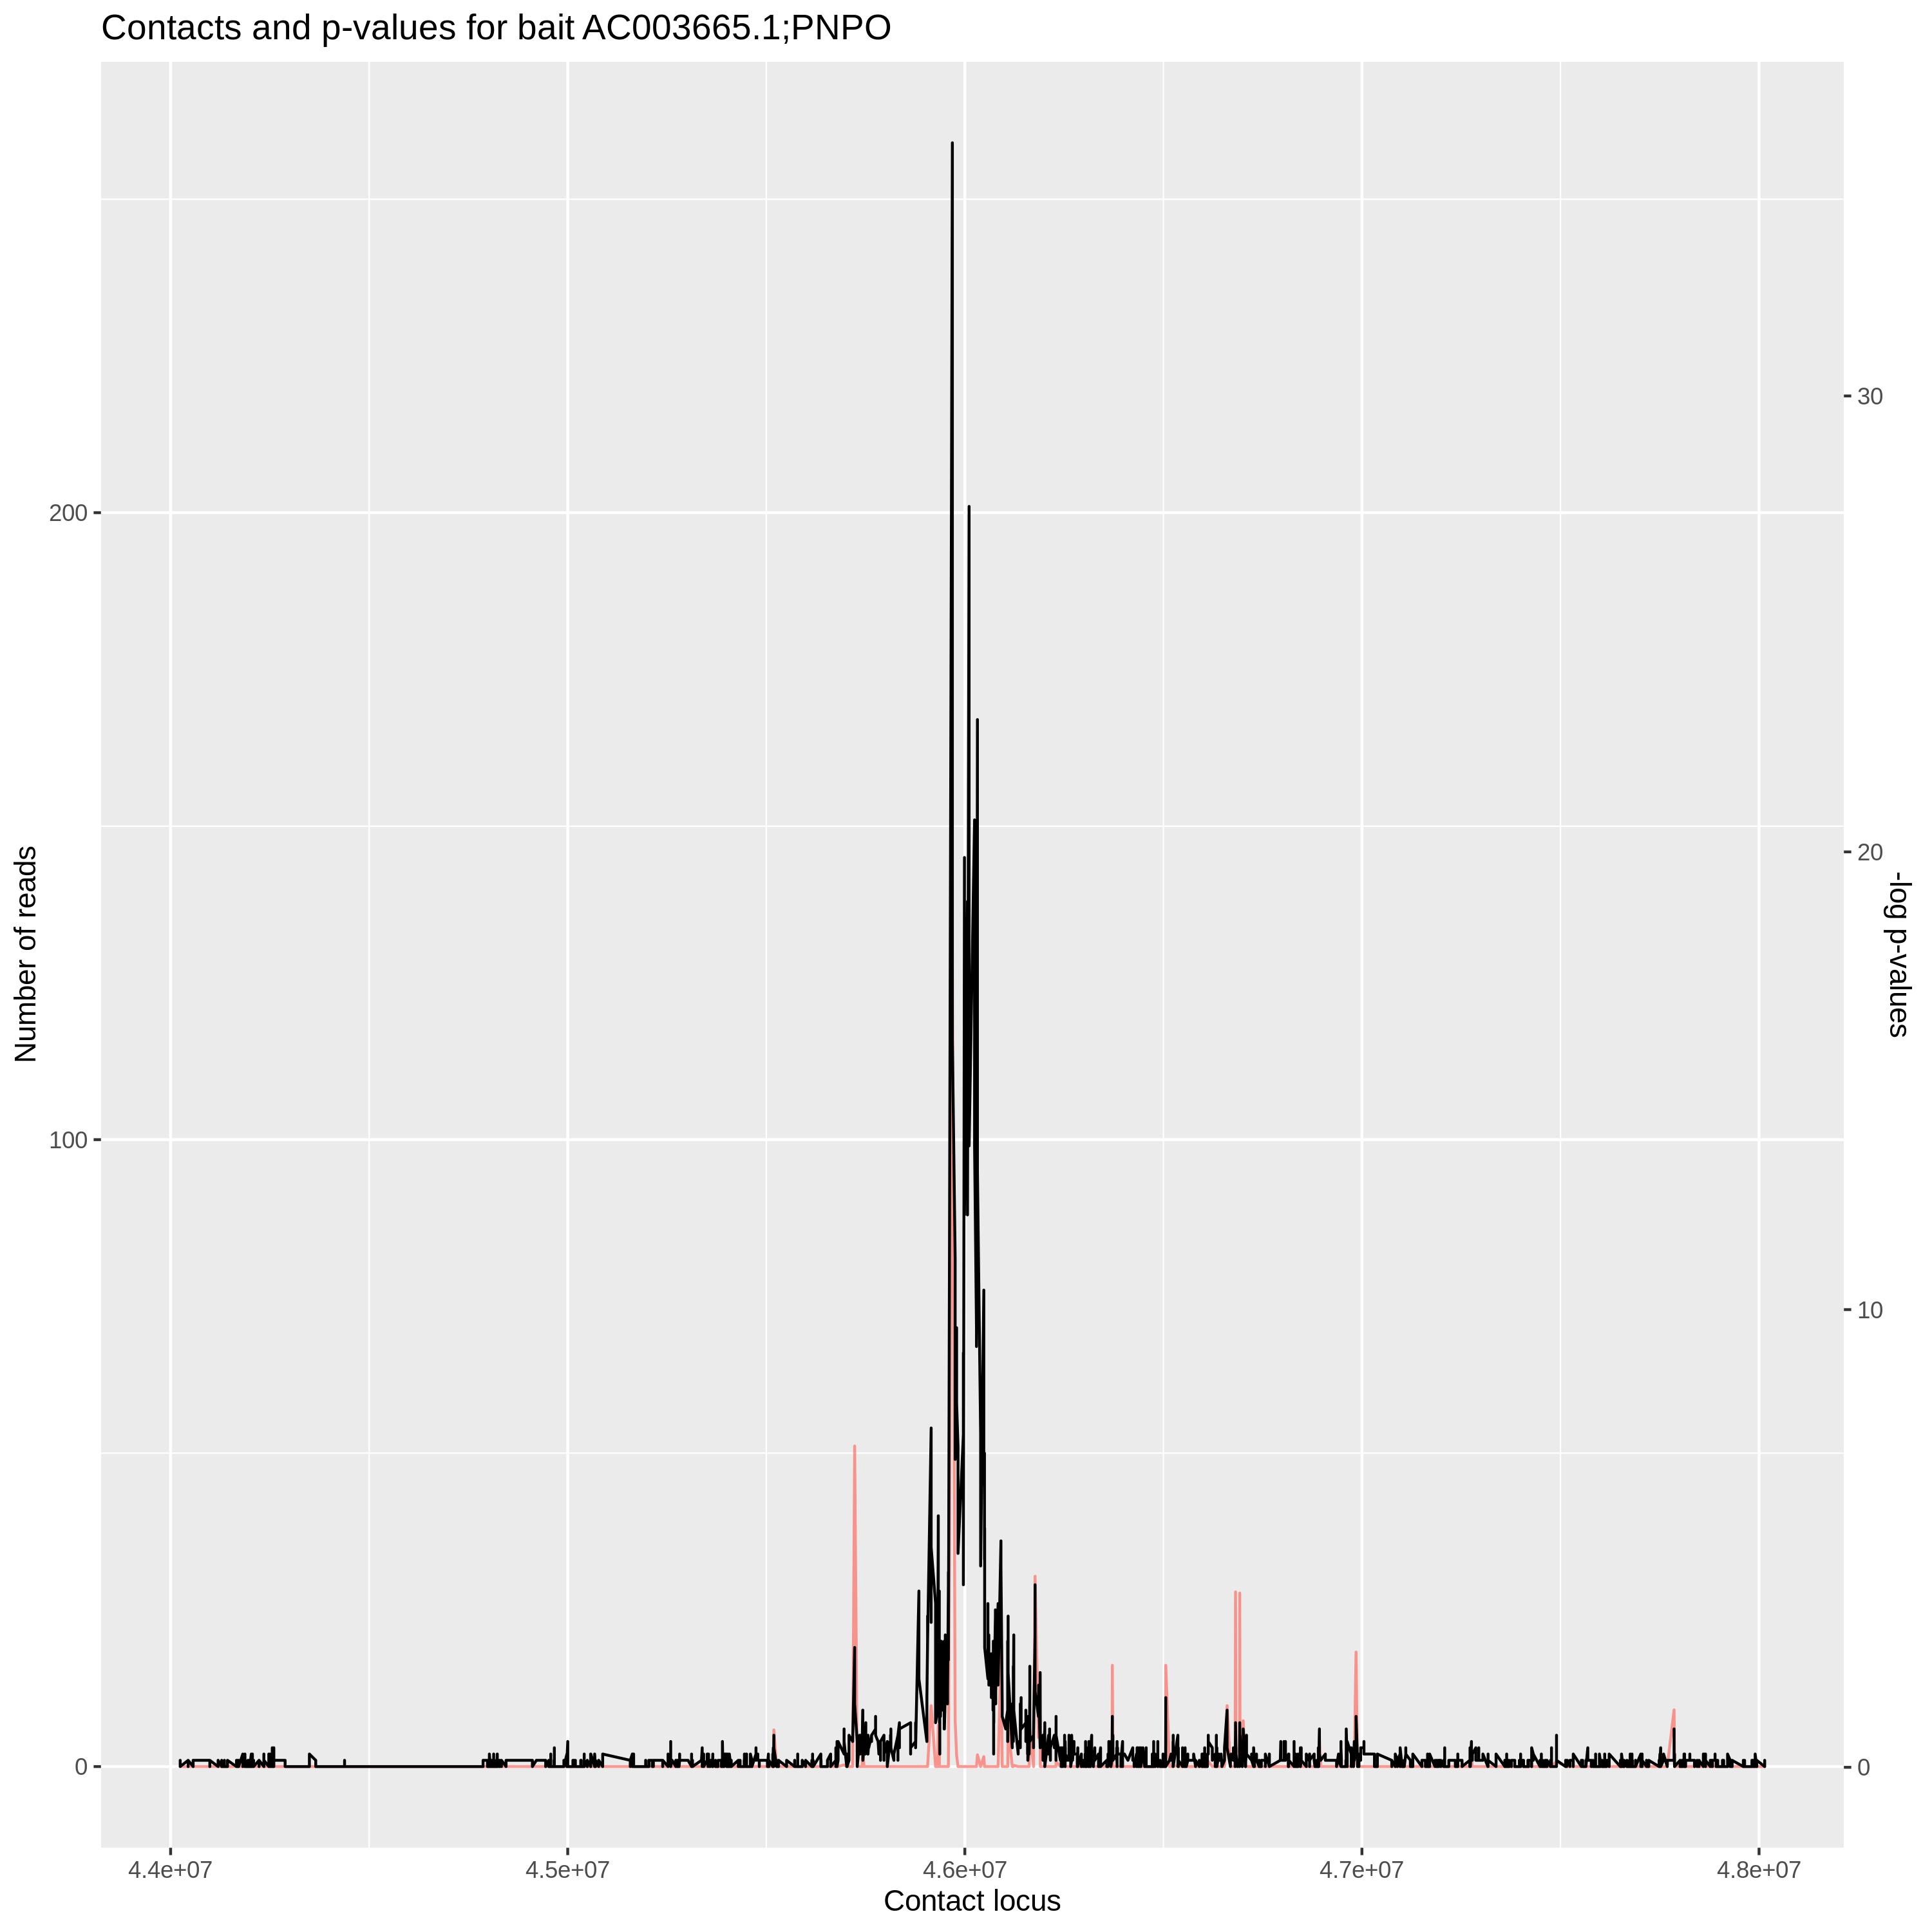 Contacts and p-values for bait AC003665.1;PNPO
Number of reads
200
100
0
30
20
10
0
-log p-values
4.4e+07
4.5e+07
4.6e+07
4.7e+07
4.8e+07
Contact locus